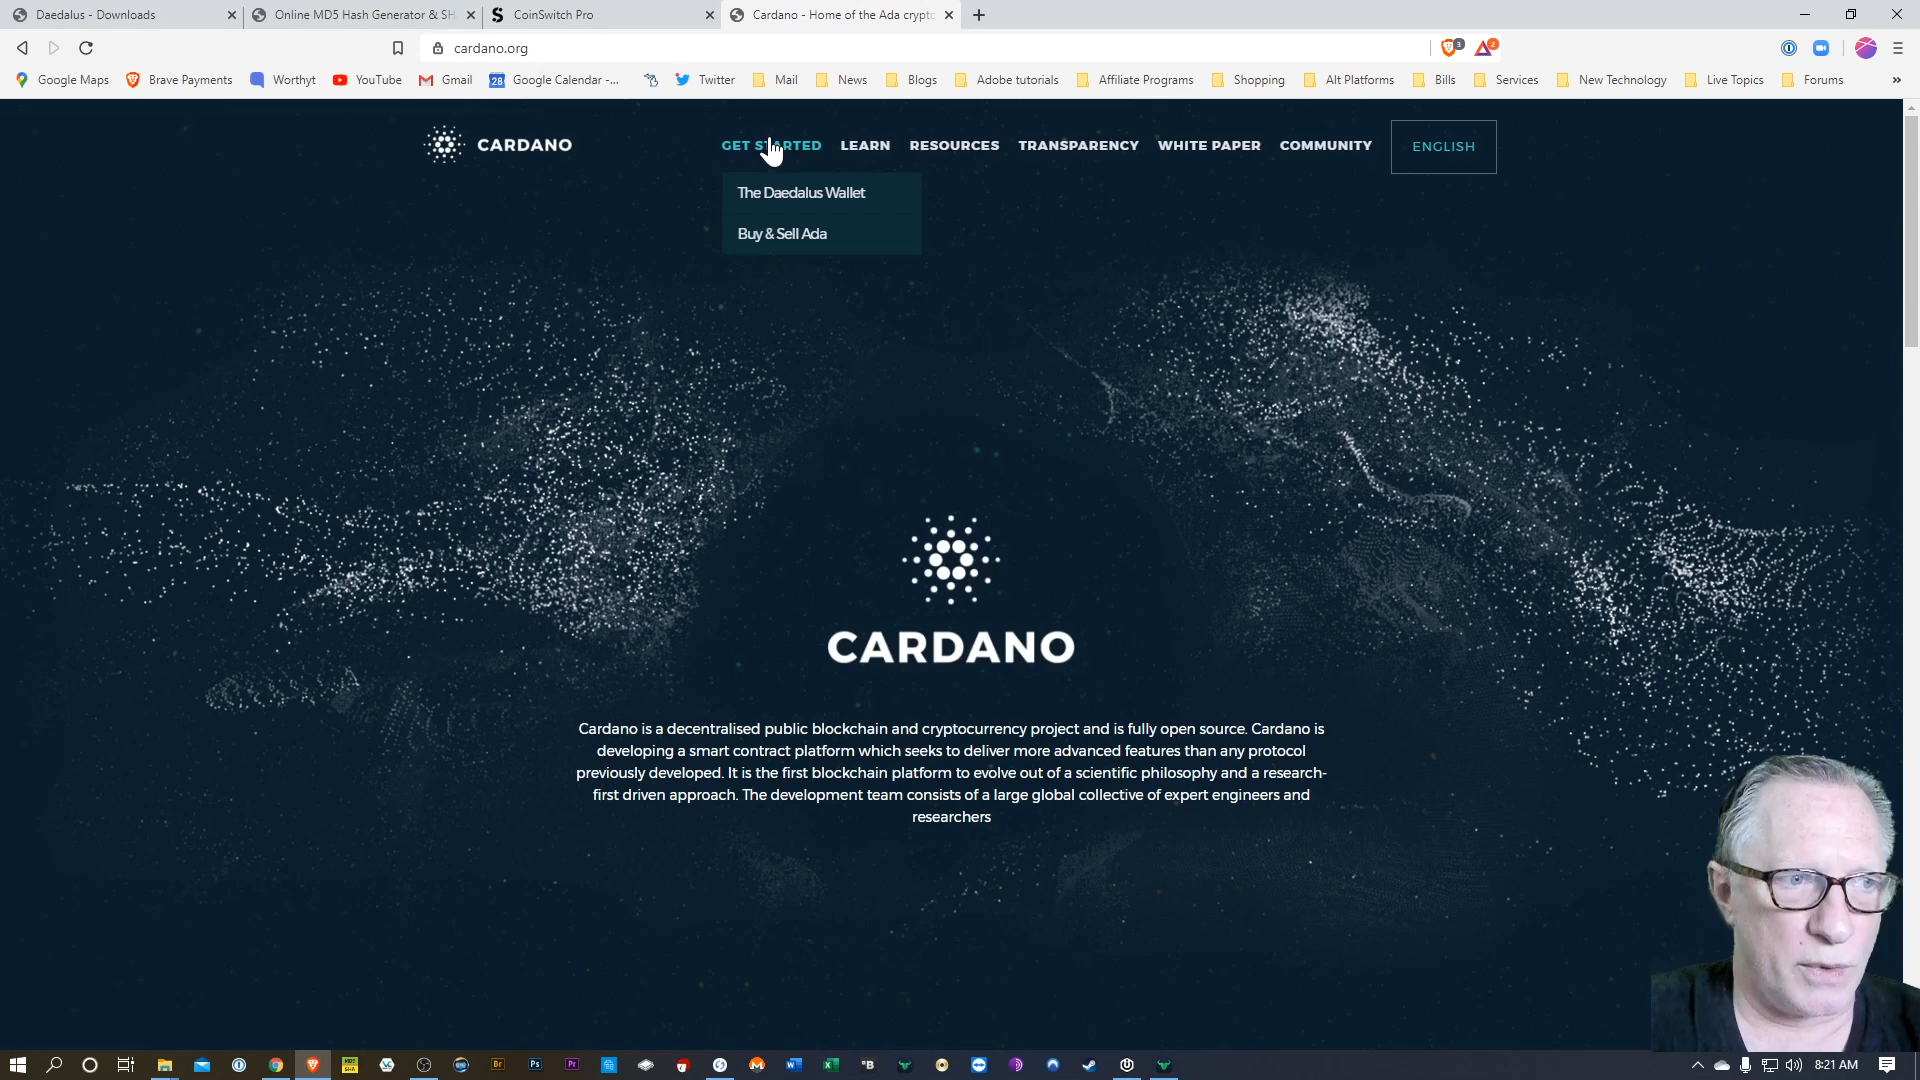 Daedalus - Downloads
Online MD5 Hash Generator & SH
CoinSwitch Pro
Cardano - Home of the Ada crypto
cardano.org
3
2
Google Maps
Brave Payments
Worthyt
YouTube
Gmail
28
Google Calendar -...
Twitter
Mail
News
Blogs
Adobe tutorials
Affiliate Programs
Shopping
Alt Platforms
Bills
Services
New Technology
Live Topics
Forums
»
CARDANO
GET STARTED
LEARN
RESOURCES
TRANSPARENCY
WHITE PAPER
COMMUNITY
ENGLISH
The Daedalus Wallet
Buy & Sell Ada
CARDANO
Cardano is a decentralised public blockchain and cryptocurrency project and is fully open source. Cardano is
developing a smart contract platform which seeks to deliver more advanced features than any protocol
previously developed. It is the first blockchain platform to evolve out of a scientific philosophy and a research-
first driven approach. The development team consists of a large global collective of expert engineers and
researchers
Br
Ps
Pr
8:21 AM